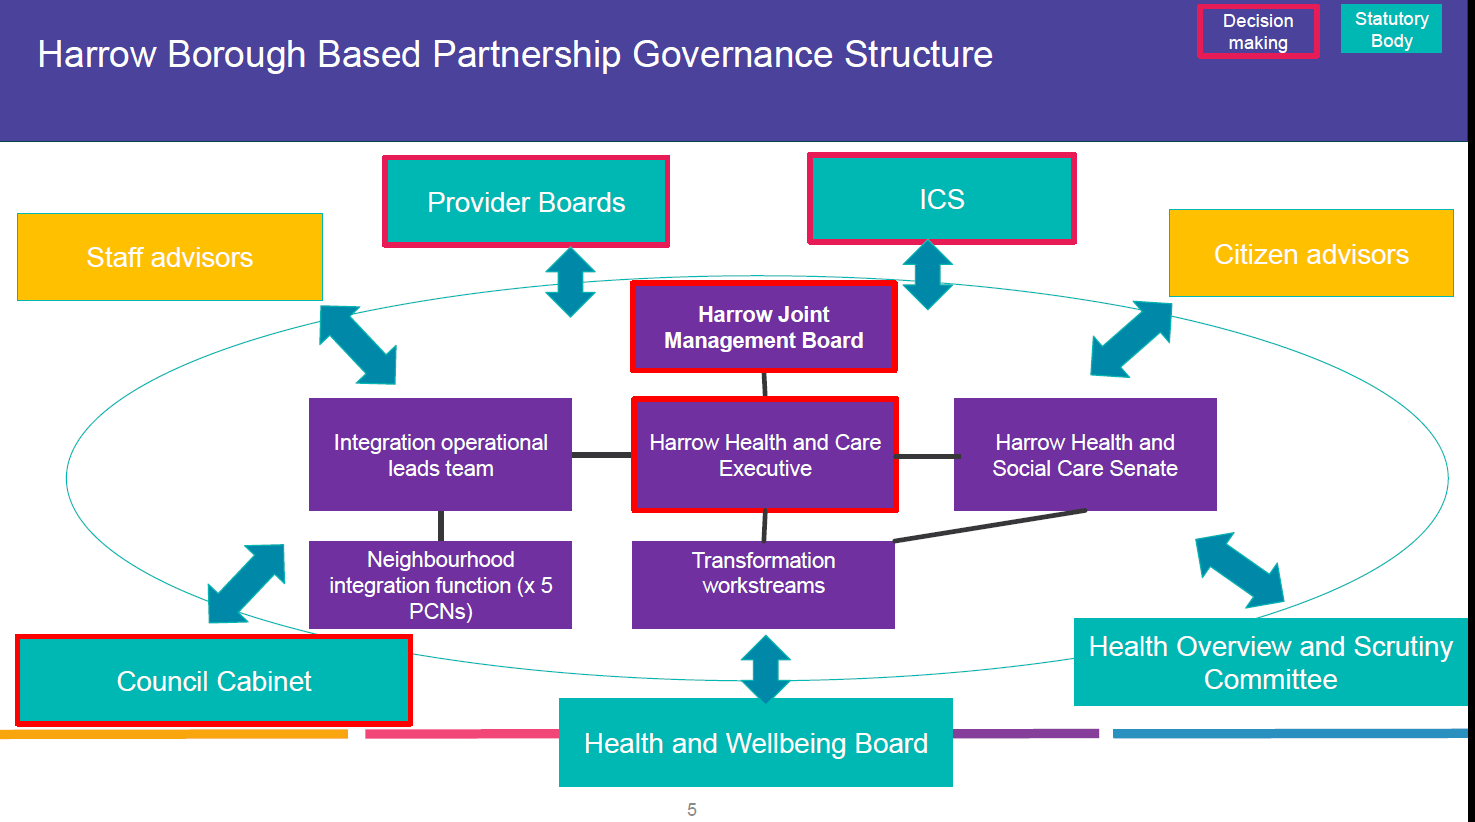 Harrow Borough Based Partnership Governance Structure
Decision
making
Statutory
Body
Provider Boards
ICS
Staff advisors
Citizen advisors
Harrow Joint
Management Board
Integration operational
leads team
Harrow Health and Care
Executive
Harrow Health and
Social Care Senate
Neighbourhood
integration function (x 5
PCNs)
Transformation
workstreams
Council Cabinet
Health Overview and Scrutiny
Committee
Health and Wellbeing Board
5